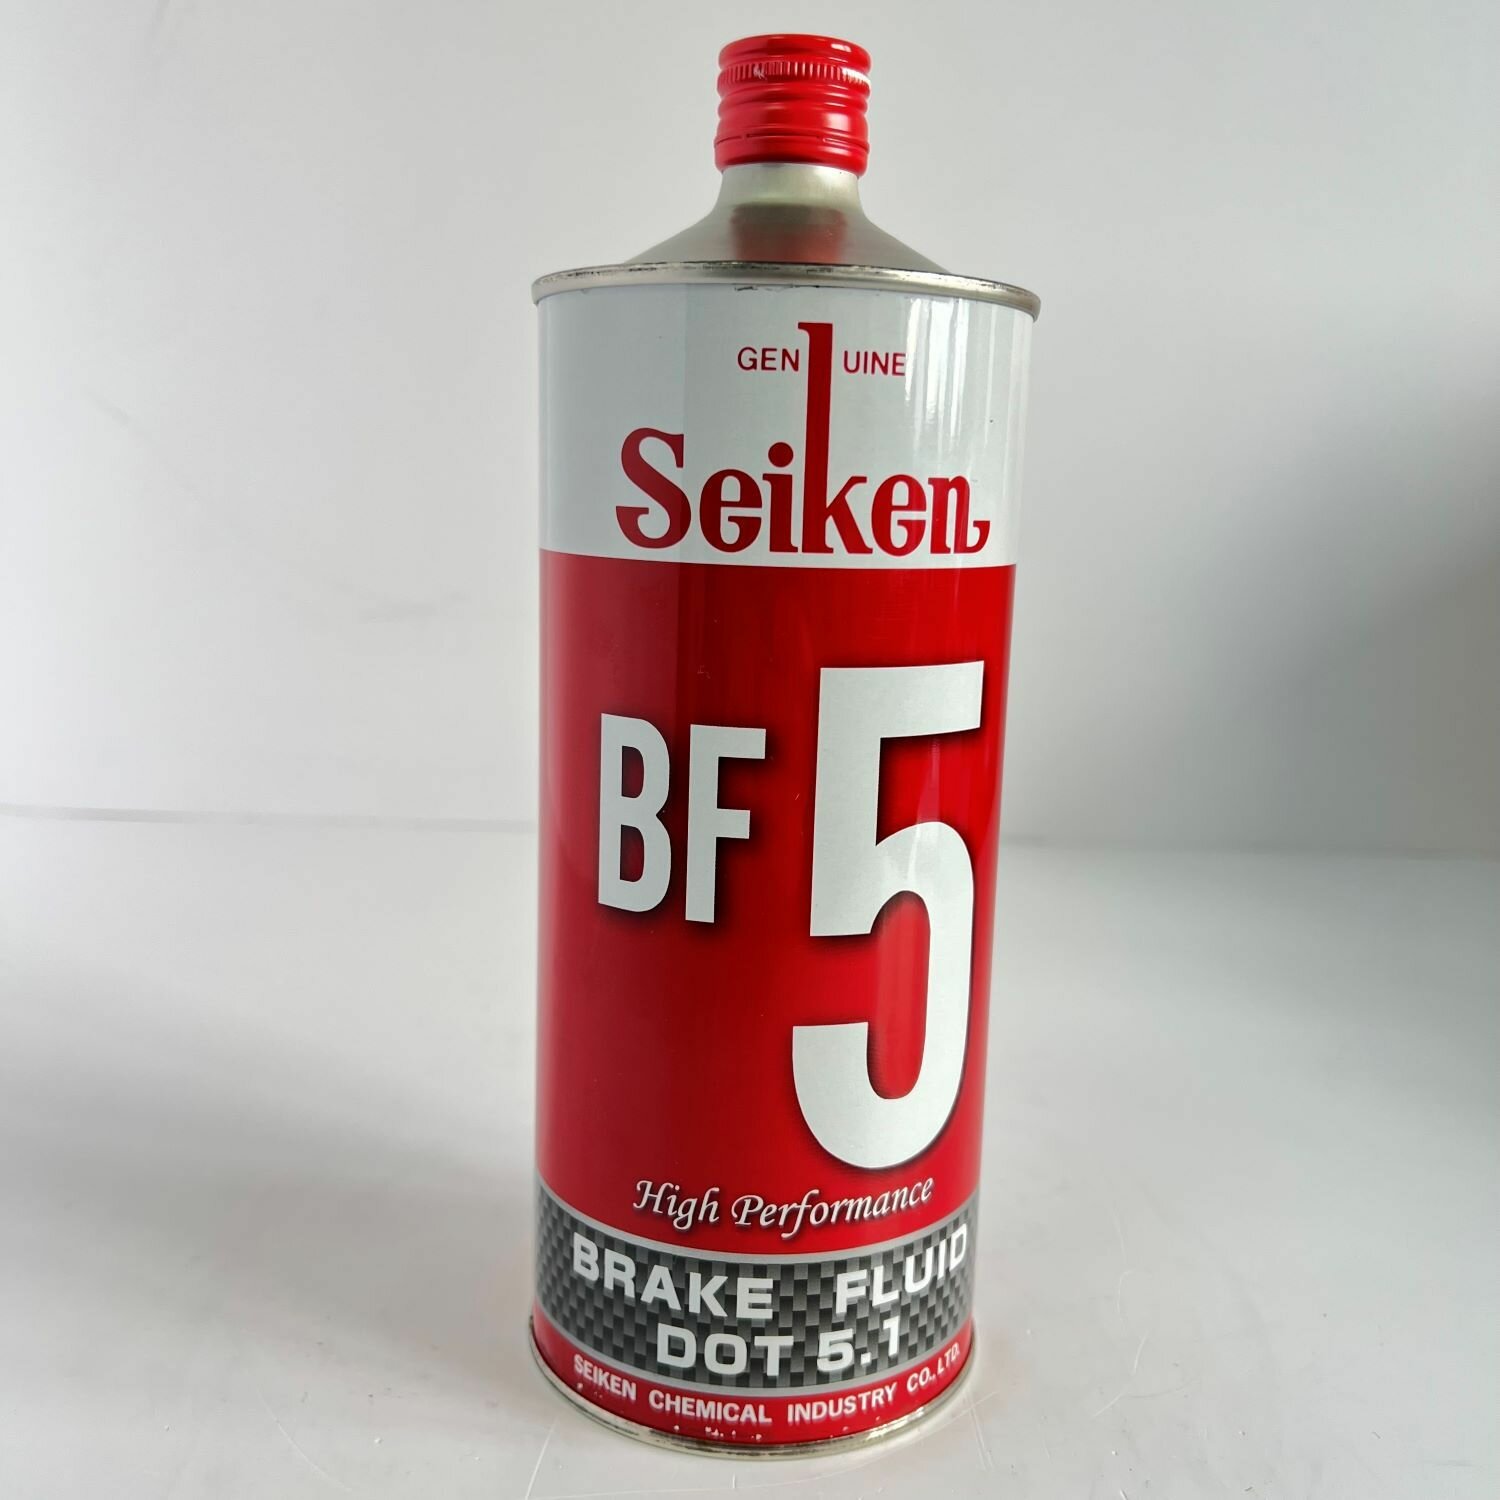 GENUINE
Seiken
BF 5
High Performance
BRAKE FLUID
DOT 5.1
SEIKEN CHEMICAL INDUSTRY CO.,LTD.